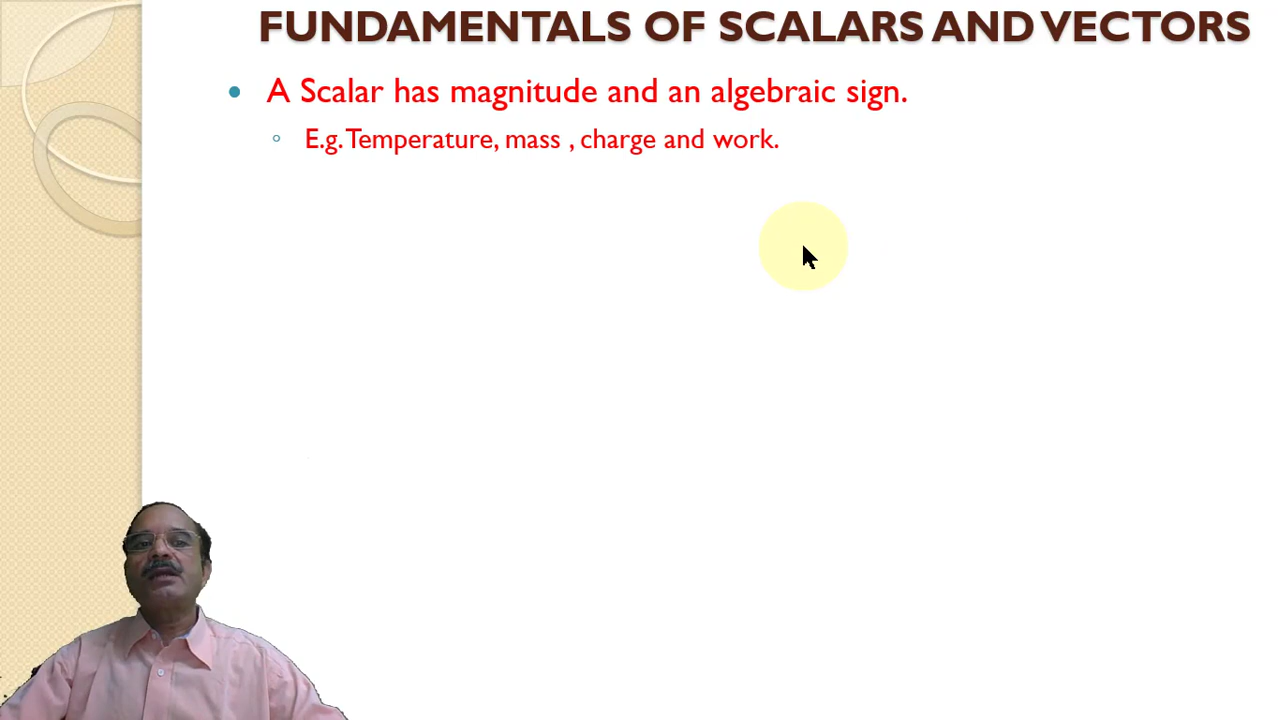 FUNDAMENTALS OF SCALARS AND VECTORS
A Scalar has magnitude and an algebraic sign.
E.g. Temperature, mass , charge and work.